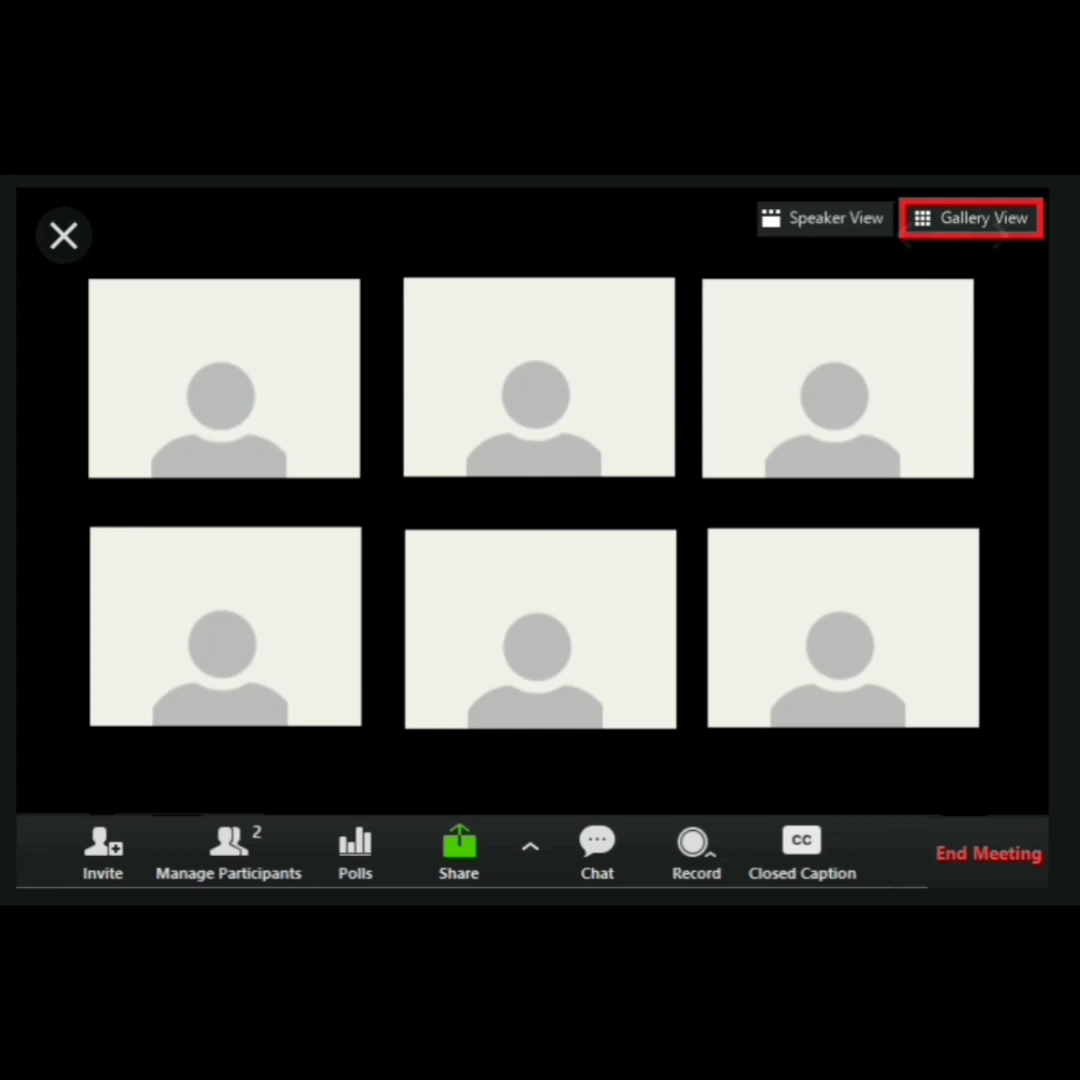 Speaker View
Gallery View
2
Invite
Manage Participants
Polls
Share
Chat
Record
CC
Closed Caption
End Meeting